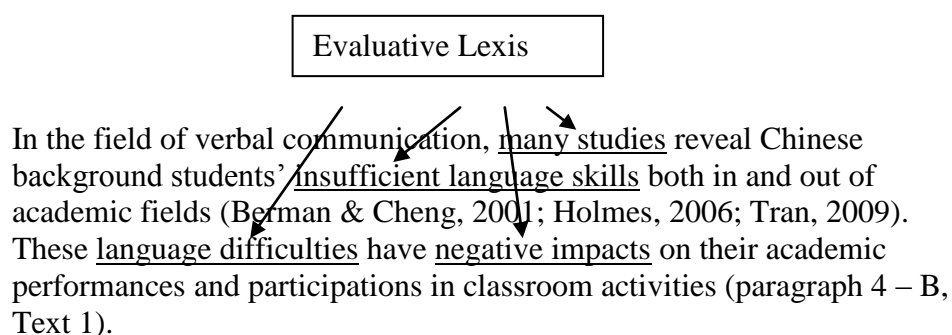 Evaluative Lexis
In the field of verbal communication, many studies reveal Chinese
background students’ insufficient language skills both in and out of
academic fields (Berman & Cheng, 2001; Holmes, 2006; Tran, 2009).
These language difficulties have negative impacts on their academic
performances and participations in classroom activities (paragraph 4 – B,
Text 1).